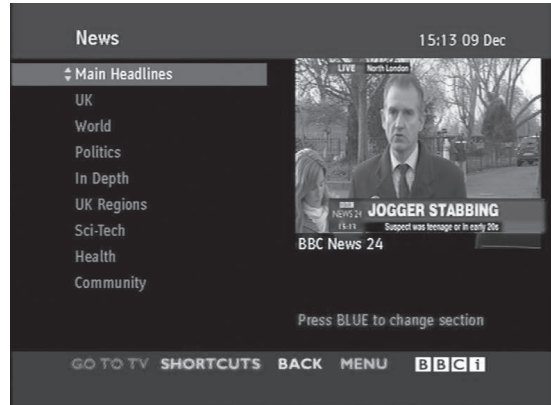 News
15:13 09 Dec
Main Headlines
UK
World
Politics
In Depth
UK Regions
Sci-Tech
Health
Community
LIVE North London
BBC
NEWS 24
15:13
JOGGER STABBING
Suspect was teenage or in early 20s
BBC News 24
Press BLUE to change section
GO TO TV SHORTCUTS BACK MENU BBCi